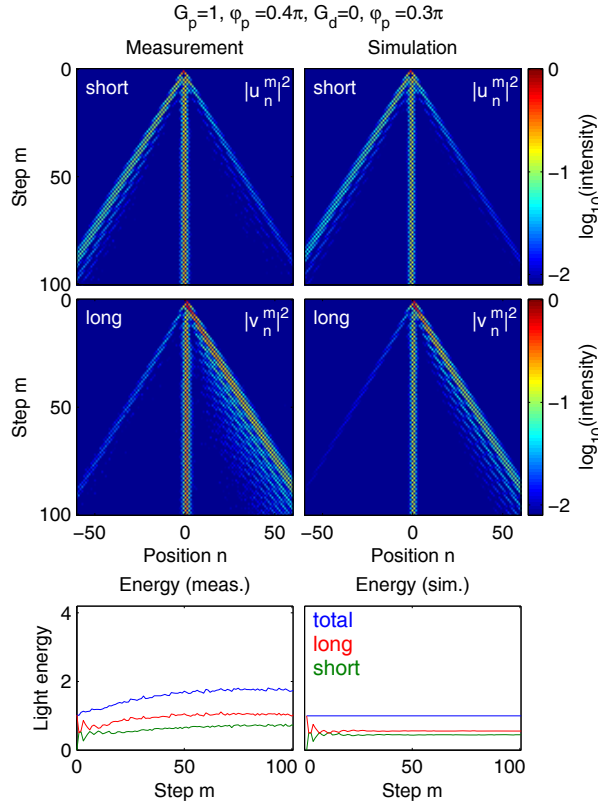 G_p=1, φ_p =0.4π, G_d=0, φ_p =0.3π
Measurement
Simulation
0
50
100
Step m
short
|u_n^m|^2
short
|u_n^m|^2
0
-1
-2
log_10(intensity)
0
50
100
Step m
long
|v_n^m|^2
long
|v_n^m|^2
0
-1
-2
log_10(intensity)
-50 0 50
Position n
-50 0 50
Position n
Energy (meas.)
Energy (sim.)
4
2
0
Light energy
total
long
short
0 50 100
Step m
0 50 100
Step m